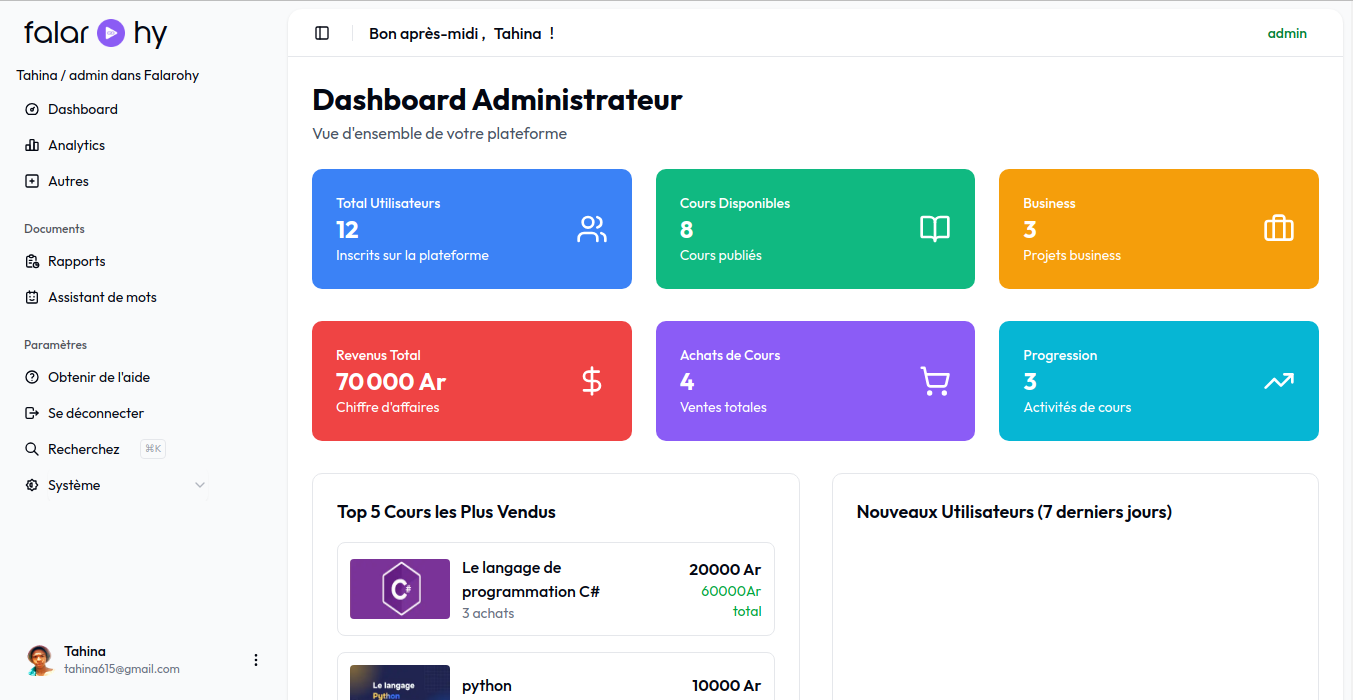 falar hy
Tahina / admin dans Falarohy
Dashboard
Analytics
Autres
Documents
Rapports
Assistant de mots
Paramètres
Obtenir de l'aide
Se déconnecter
Recherchez ⌘K
Système
Tahina
tahina615@gmail.com
Bon après-midi , Tahina !
admin
Dashboard Administrateur
Vue d'ensemble de votre plateforme
Total Utilisateurs
12
Inscrits sur la plateforme
Cours Disponibles
8
Cours publiés
Business
3
Projets business
Revenus Total
70 000 Ar
Chiffre d'affaires
Achats de Cours
4
Ventes totales
Progression
3
Activités de cours
Top 5 Cours les Plus Vendus
C#
Le langage de
programmation C#
3 achats
20000 Ar
60000Ar
total
Le langage
Python
python
10000 Ar
Nouveaux Utilisateurs (7 derniers jours)